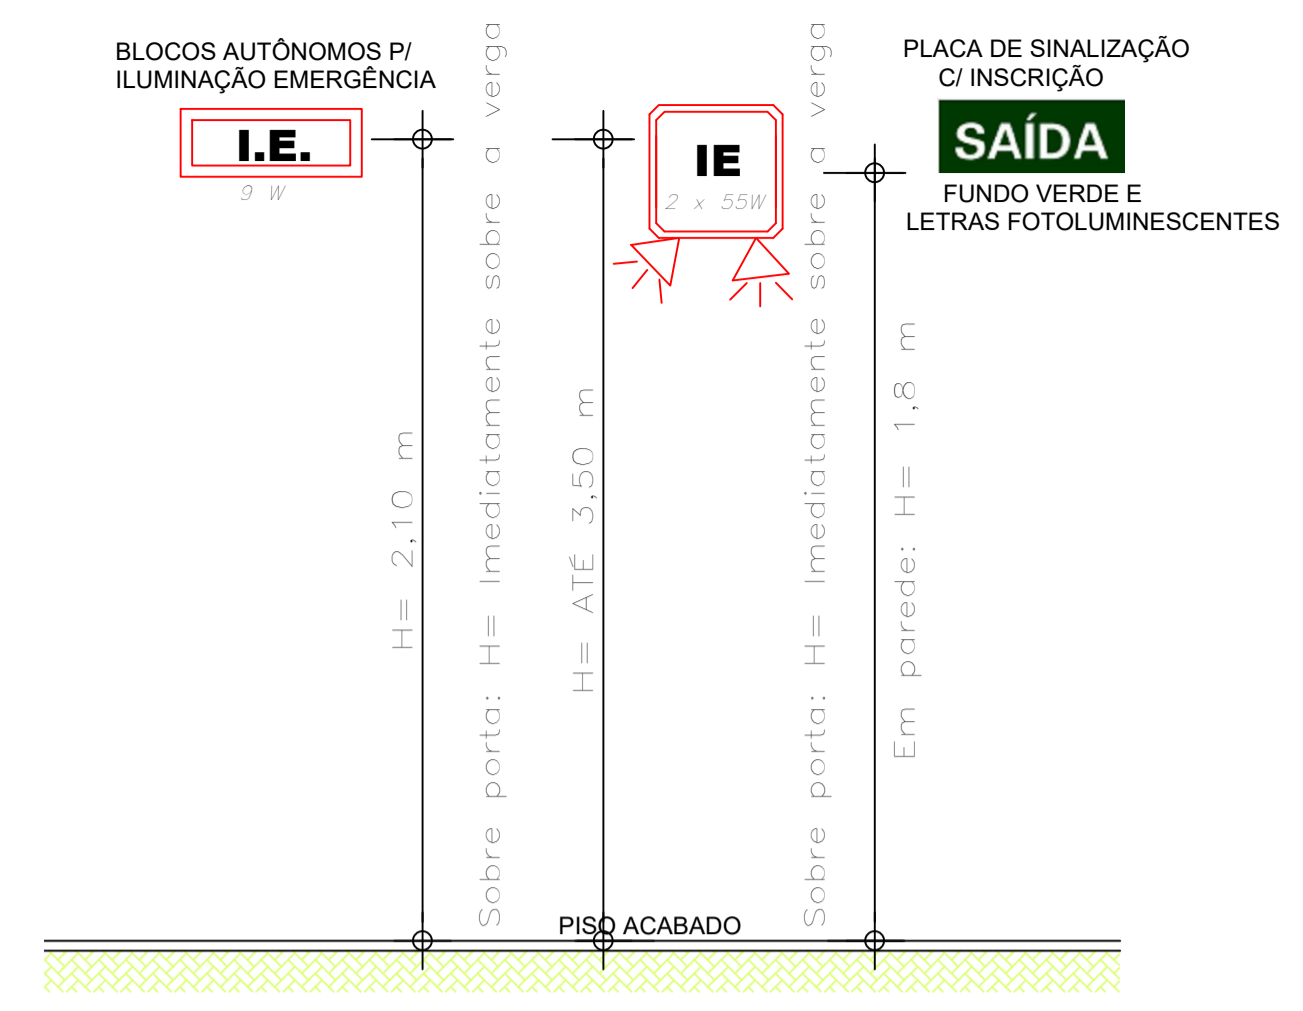 BLOCOS AUTÔNOMOS P/
ILUMINAÇÃO EMERGÊNCIA
I.E.
9 W
H= 2,10 m
Sobre porta: H= Imediatamente sobre a verga
H= ATÉ 3,50 m
IE
2 x 55W
Sobre porta: H= Imediatamente sobre a verga
PLACA DE SINALIZAÇÃO
C/ INSCRIÇÃO
SAÍDA
FUNDO VERDE E
LETRAS FOTOLUMINESCENTES
Em parede: H= 1,8 m
PISO ACABADO